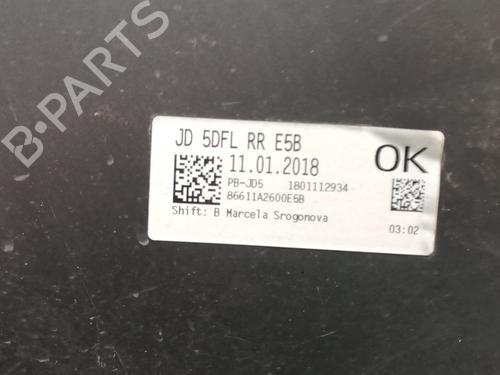 B-PARTS
JD 5DFL RR E5B
11.01.2018
OK
PB-JD5 1801112934
86611A2600E5B
Shift: B Marcela Srogonova
03:02